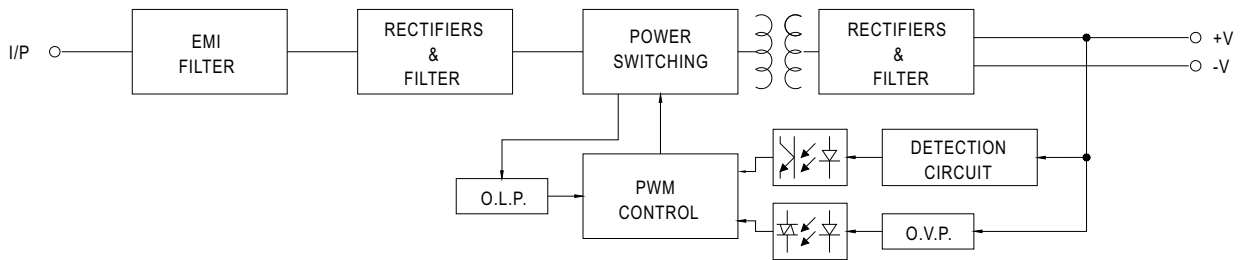 I/P
EMI
FILTER
RECTIFIERS
&
FILTER
POWER
SWITCHING
RECTIFIERS
&
FILTER
+V
-V
O.L.P.
PWM
CONTROL
DETECTION
CIRCUIT
O.V.P.